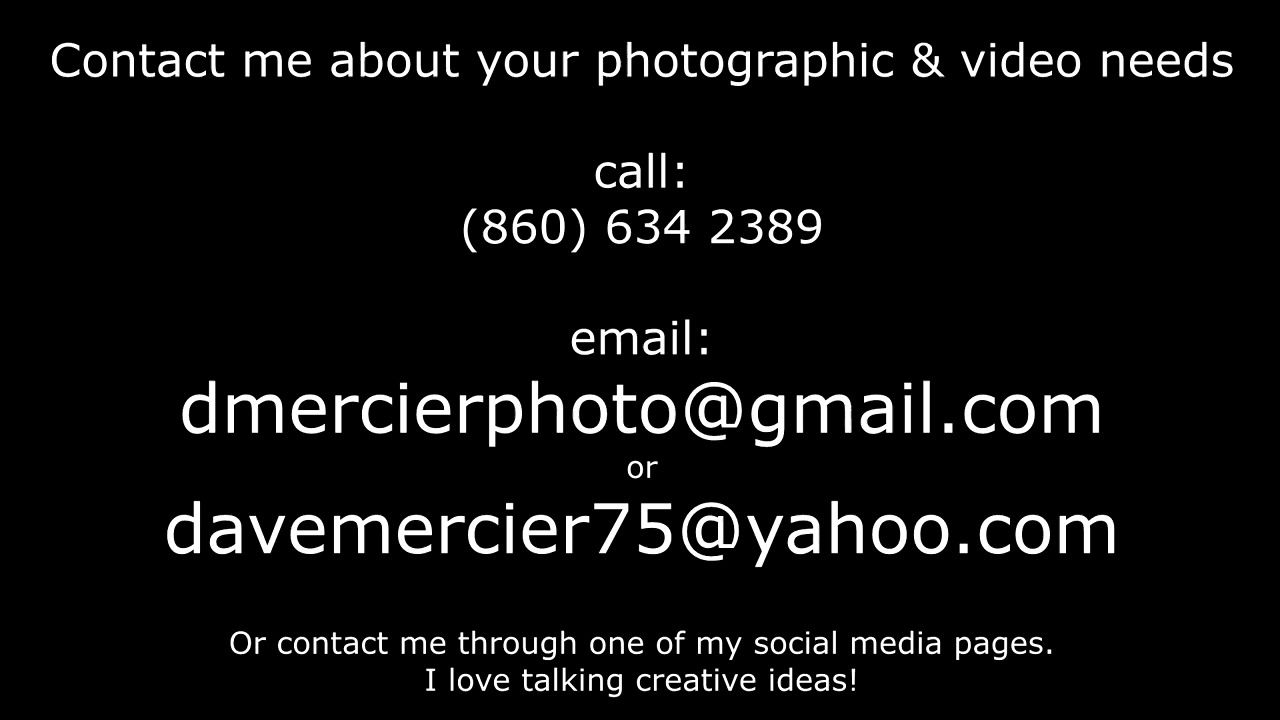 Contact me about your photographic & video needs
call:
(860) 634 2389
email:
dmercierphoto@gmail.com
or
davemercier75@yahoo.com
Or contact me through one of my social media pages.
I love talking creative ideas!